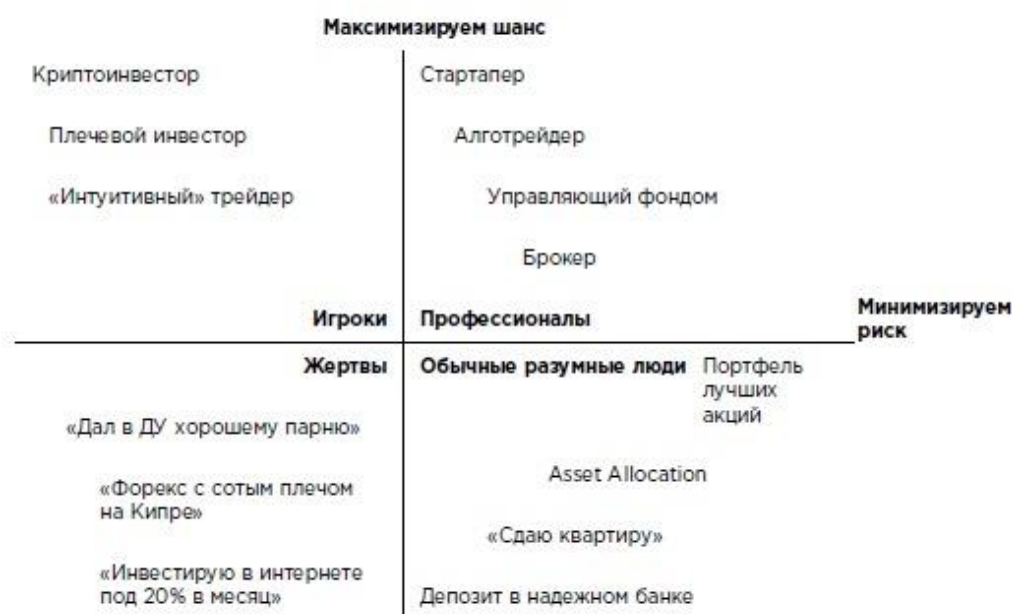 Максимизируем шанс
Криптоинвестор
Стартапер
Плечевой инвестор
Алготрейдер
«Интуитивный» трейдер
Управляющий фондом
Брокер
Игроки
Профессионалы
Минимизируем
риск
Жертвы
Обычные разумные люди
Портфель
лучших
акций
«Дал в ДУ хорошему парню»
Asset Allocation
«Форекс с сотым плечом
на Кипре»
«Сдаю квартиру»
«Инвестирую в интернете
под 20% в месяц»
Депозит в надежном банке